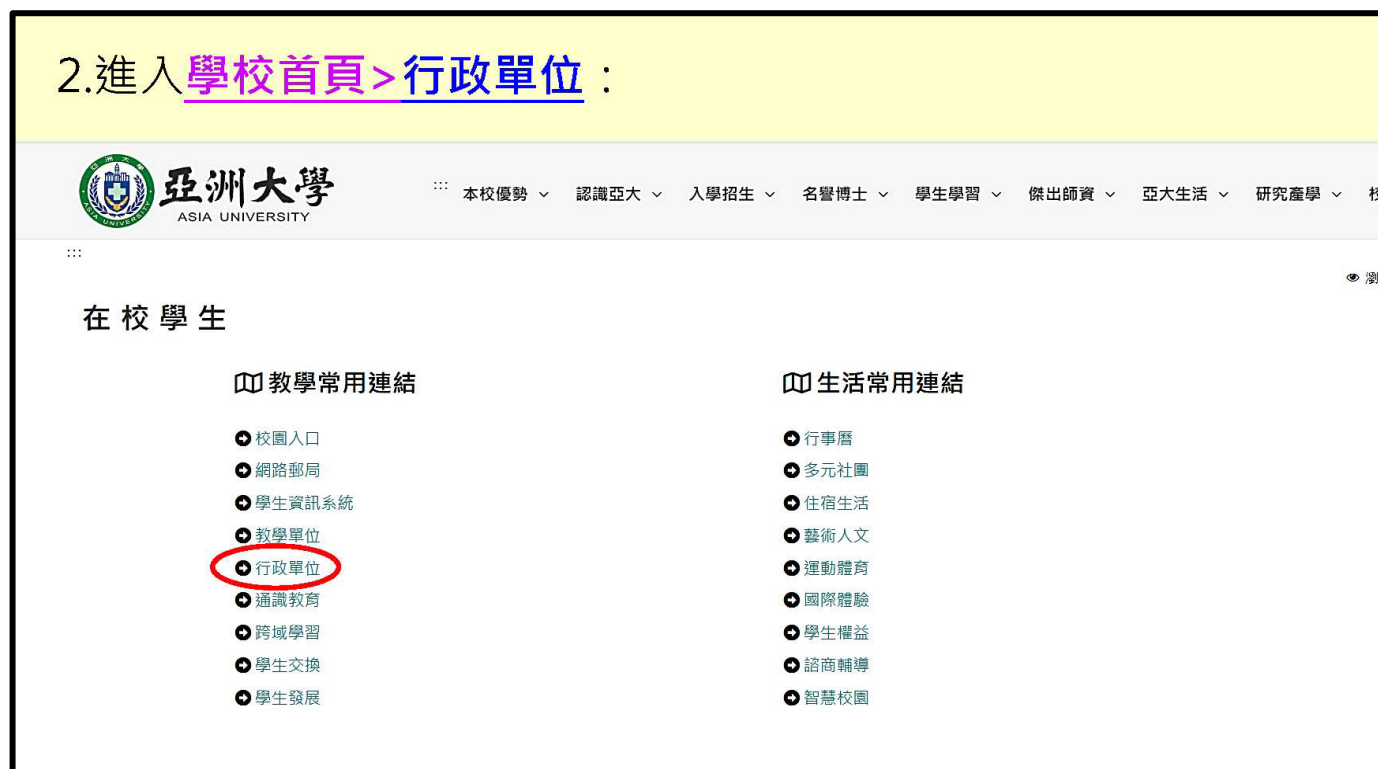 2.進入學校首頁>行政單位：
亞洲大學
ASIA UNIVERSITY
::: 本校優勢 認識亞大 入學招生 名譽博士 學生學習 傑出師資 亞大生活 研究產學
:::
瀏
在校學生
教學常用連結
校園入口
網路郵局
學生資訊系統
教學單位
行政單位
通識教育
跨域學習
學生交換
學生發展
生活常用連結
行事曆
多元社團
住宿生活
藝術人文
運動體育
國際體驗
學生權益
諮商輔導
智慧校園